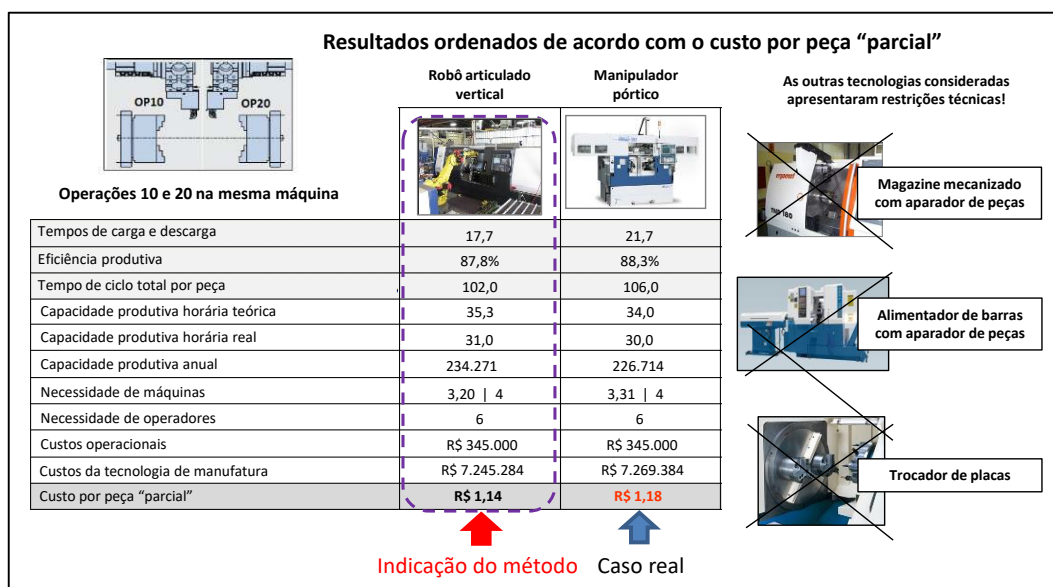 Resultados ordenados de acordo com o custo por peça “parcial”
OP10 OP20
Operações 10 e 20 na mesma máquina
Robô articulado
vertical
Manipulador
pórtico
As outras tecnologias consideradas
apresentaram restrições técnicas!
Tempos de carga e descarga 17,7 21,7
Eficiência produtiva 87,8% 88,3%
Tempo de ciclo total por peça 102,0 106,0
Capacidade produtiva horária teórica 35,3 34,0
Capacidade produtiva horária real 31,0 30,0
Capacidade produtiva anual 234.271 226.714
Necessidade de máquinas 3,20 | 4 3,31 | 4
Necessidade de operadores 6 6
Custos operacionais R$ 345.000 R$ 345.000
Custos da tecnologia de manufatura R$ 7.245.284 R$ 7.269.384
Custo por peça “parcial” R$ 1,14 R$ 1,18
Indicação do método Caso real
ergomat
Magazine mecanizado
com aparador de peças
Alimentador de barras
com aparador de peças
Trocador de placas